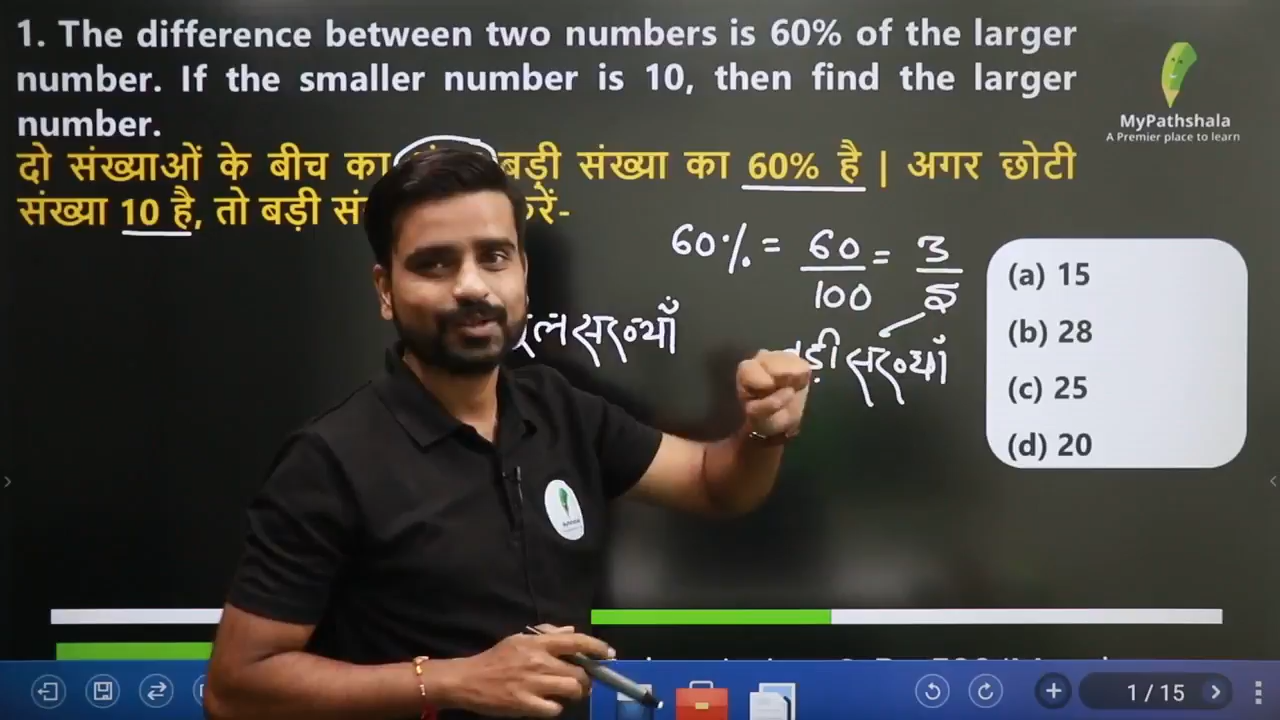 1. The difference between two numbers is 60% of the larger
number. If the smaller number is 10, then find the larger
number.
दो संख्याओं के बीच का बड़ी संख्या का 60% है | अगर छोटी
संख्या 10 है, तो बड़ी करें-
MyPathshala
A Premier place to learn
60% = 60/100 = 3/5
बड़ी संख्याँ
(a) 15
(b) 28
(c) 25
(d) 20
1 / 15